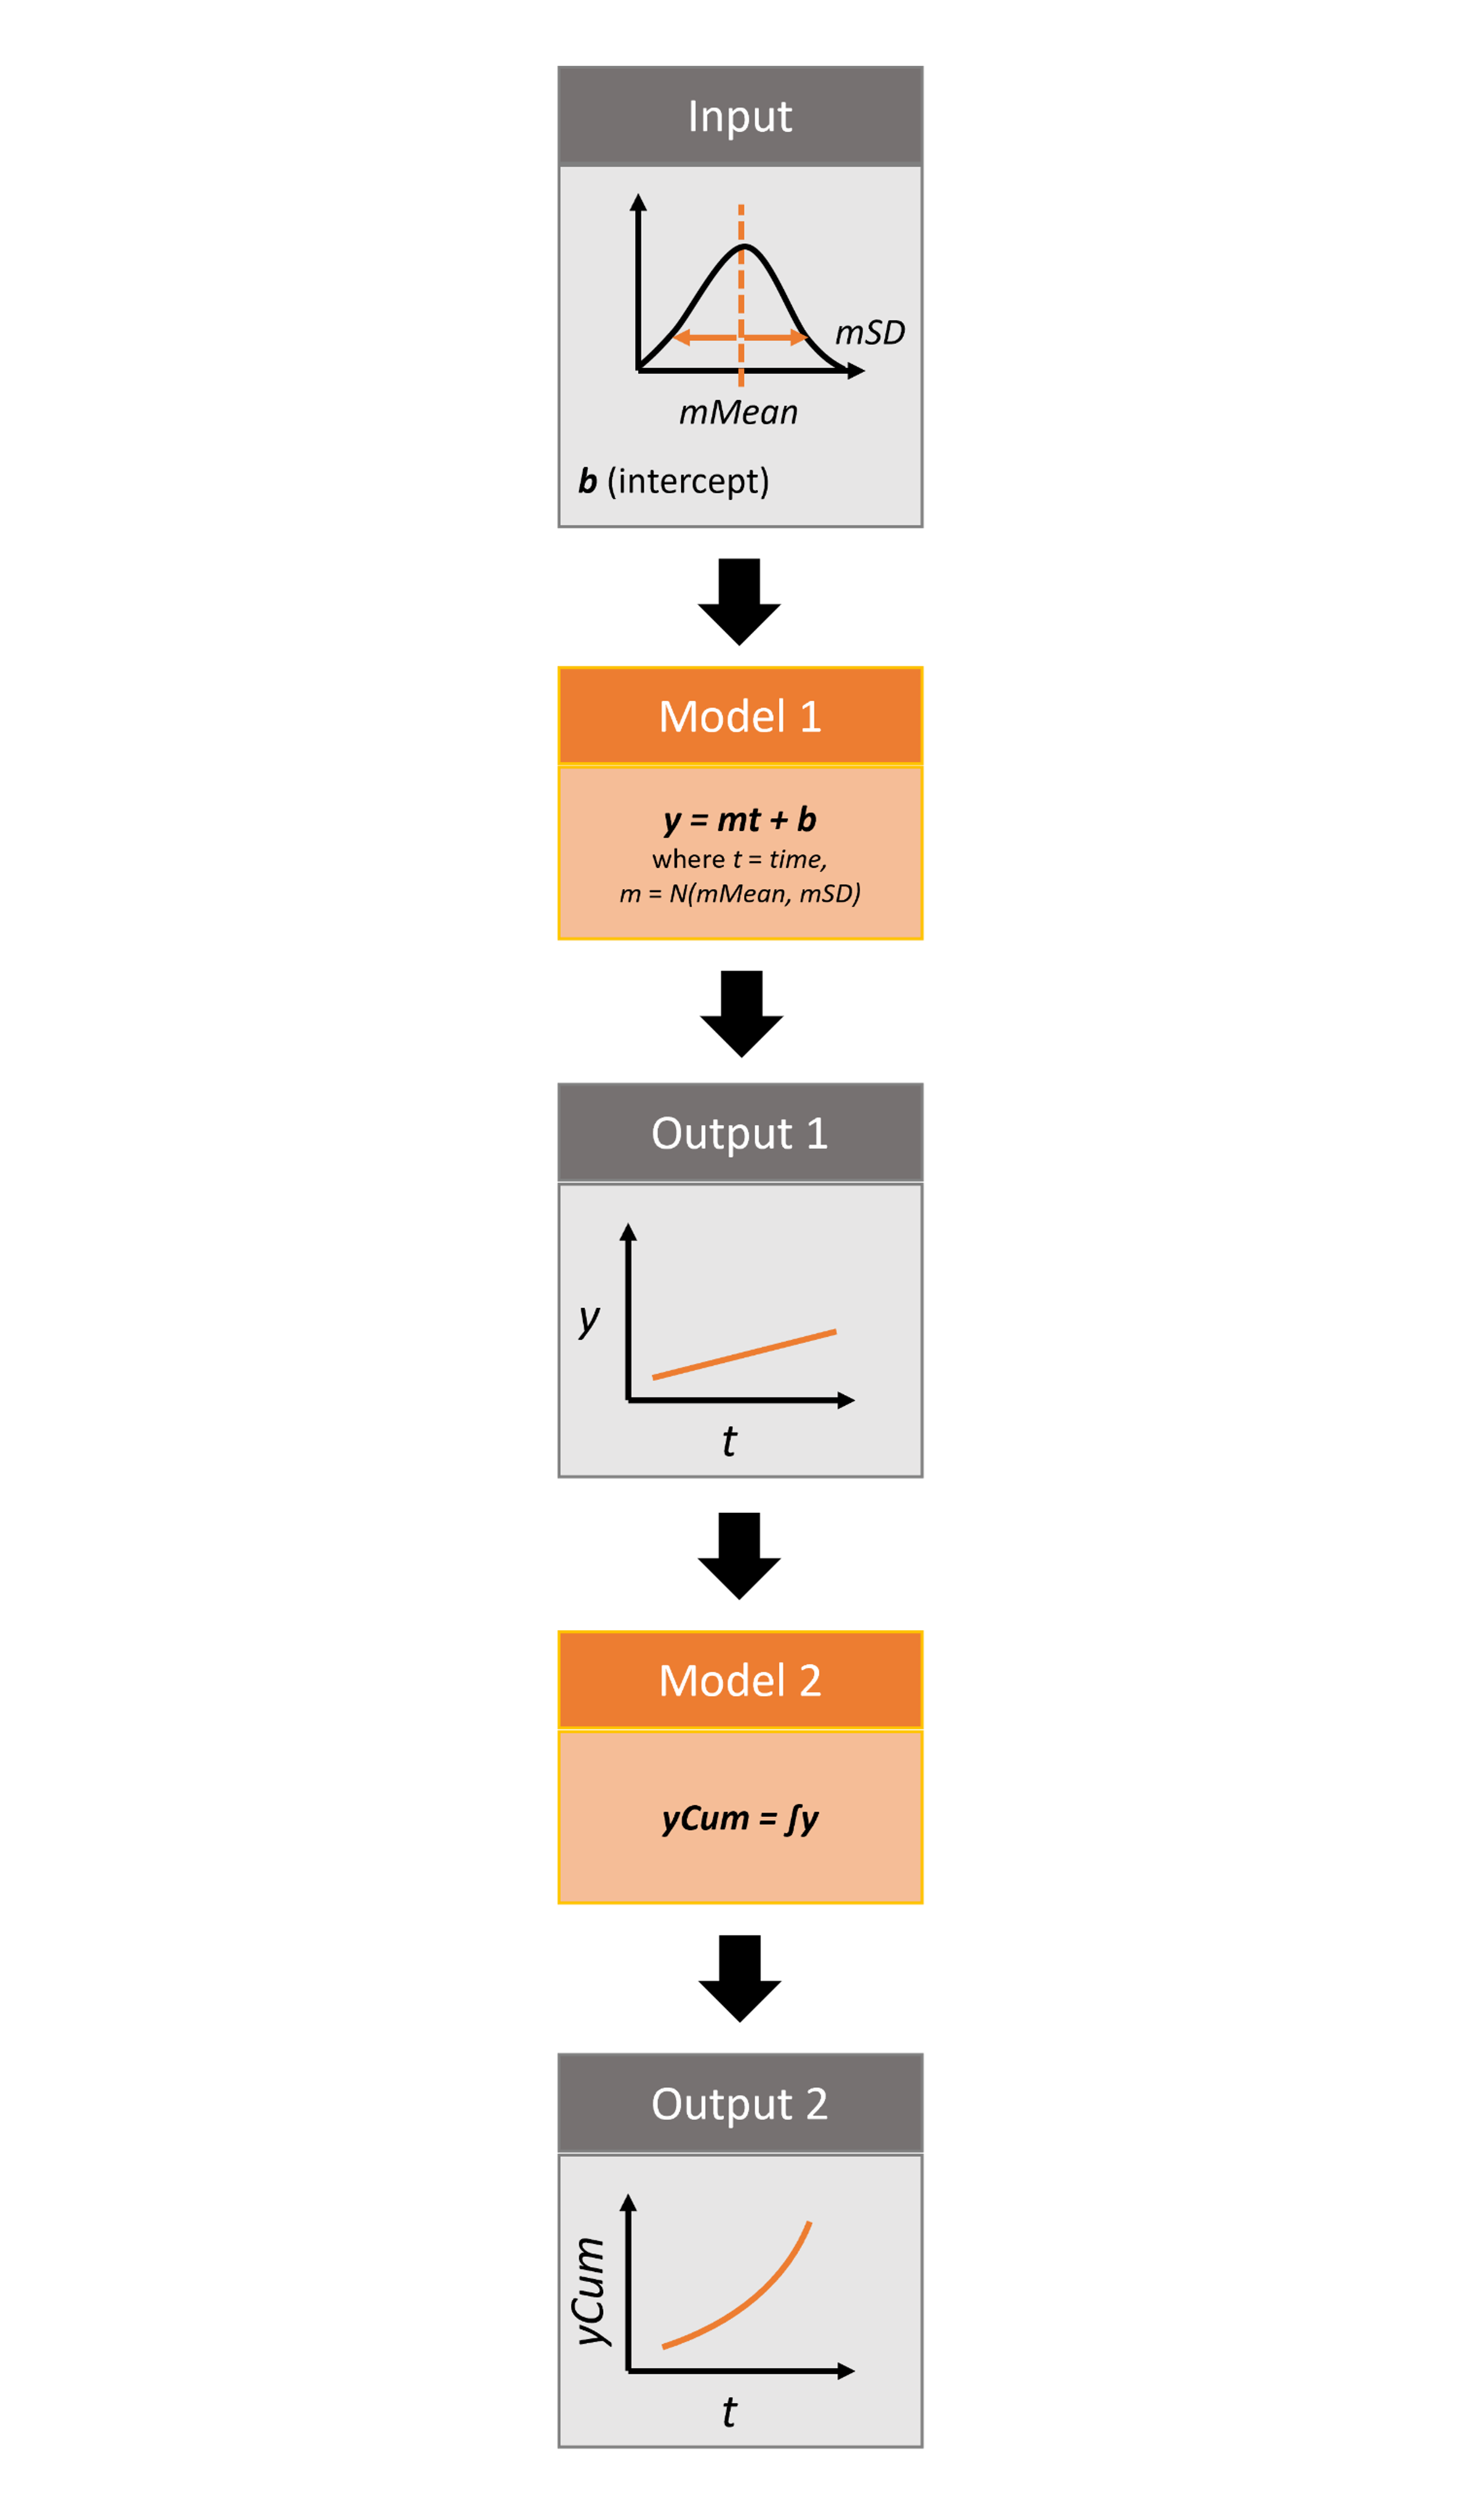 Input
mSD
mMean
b (intercept)
Model 1
y = mt + b
where t = time,
m = N(mMean, mSD)
Output 1
y
t
Model 2
yCum = ∫y
Output 2
yCum
t